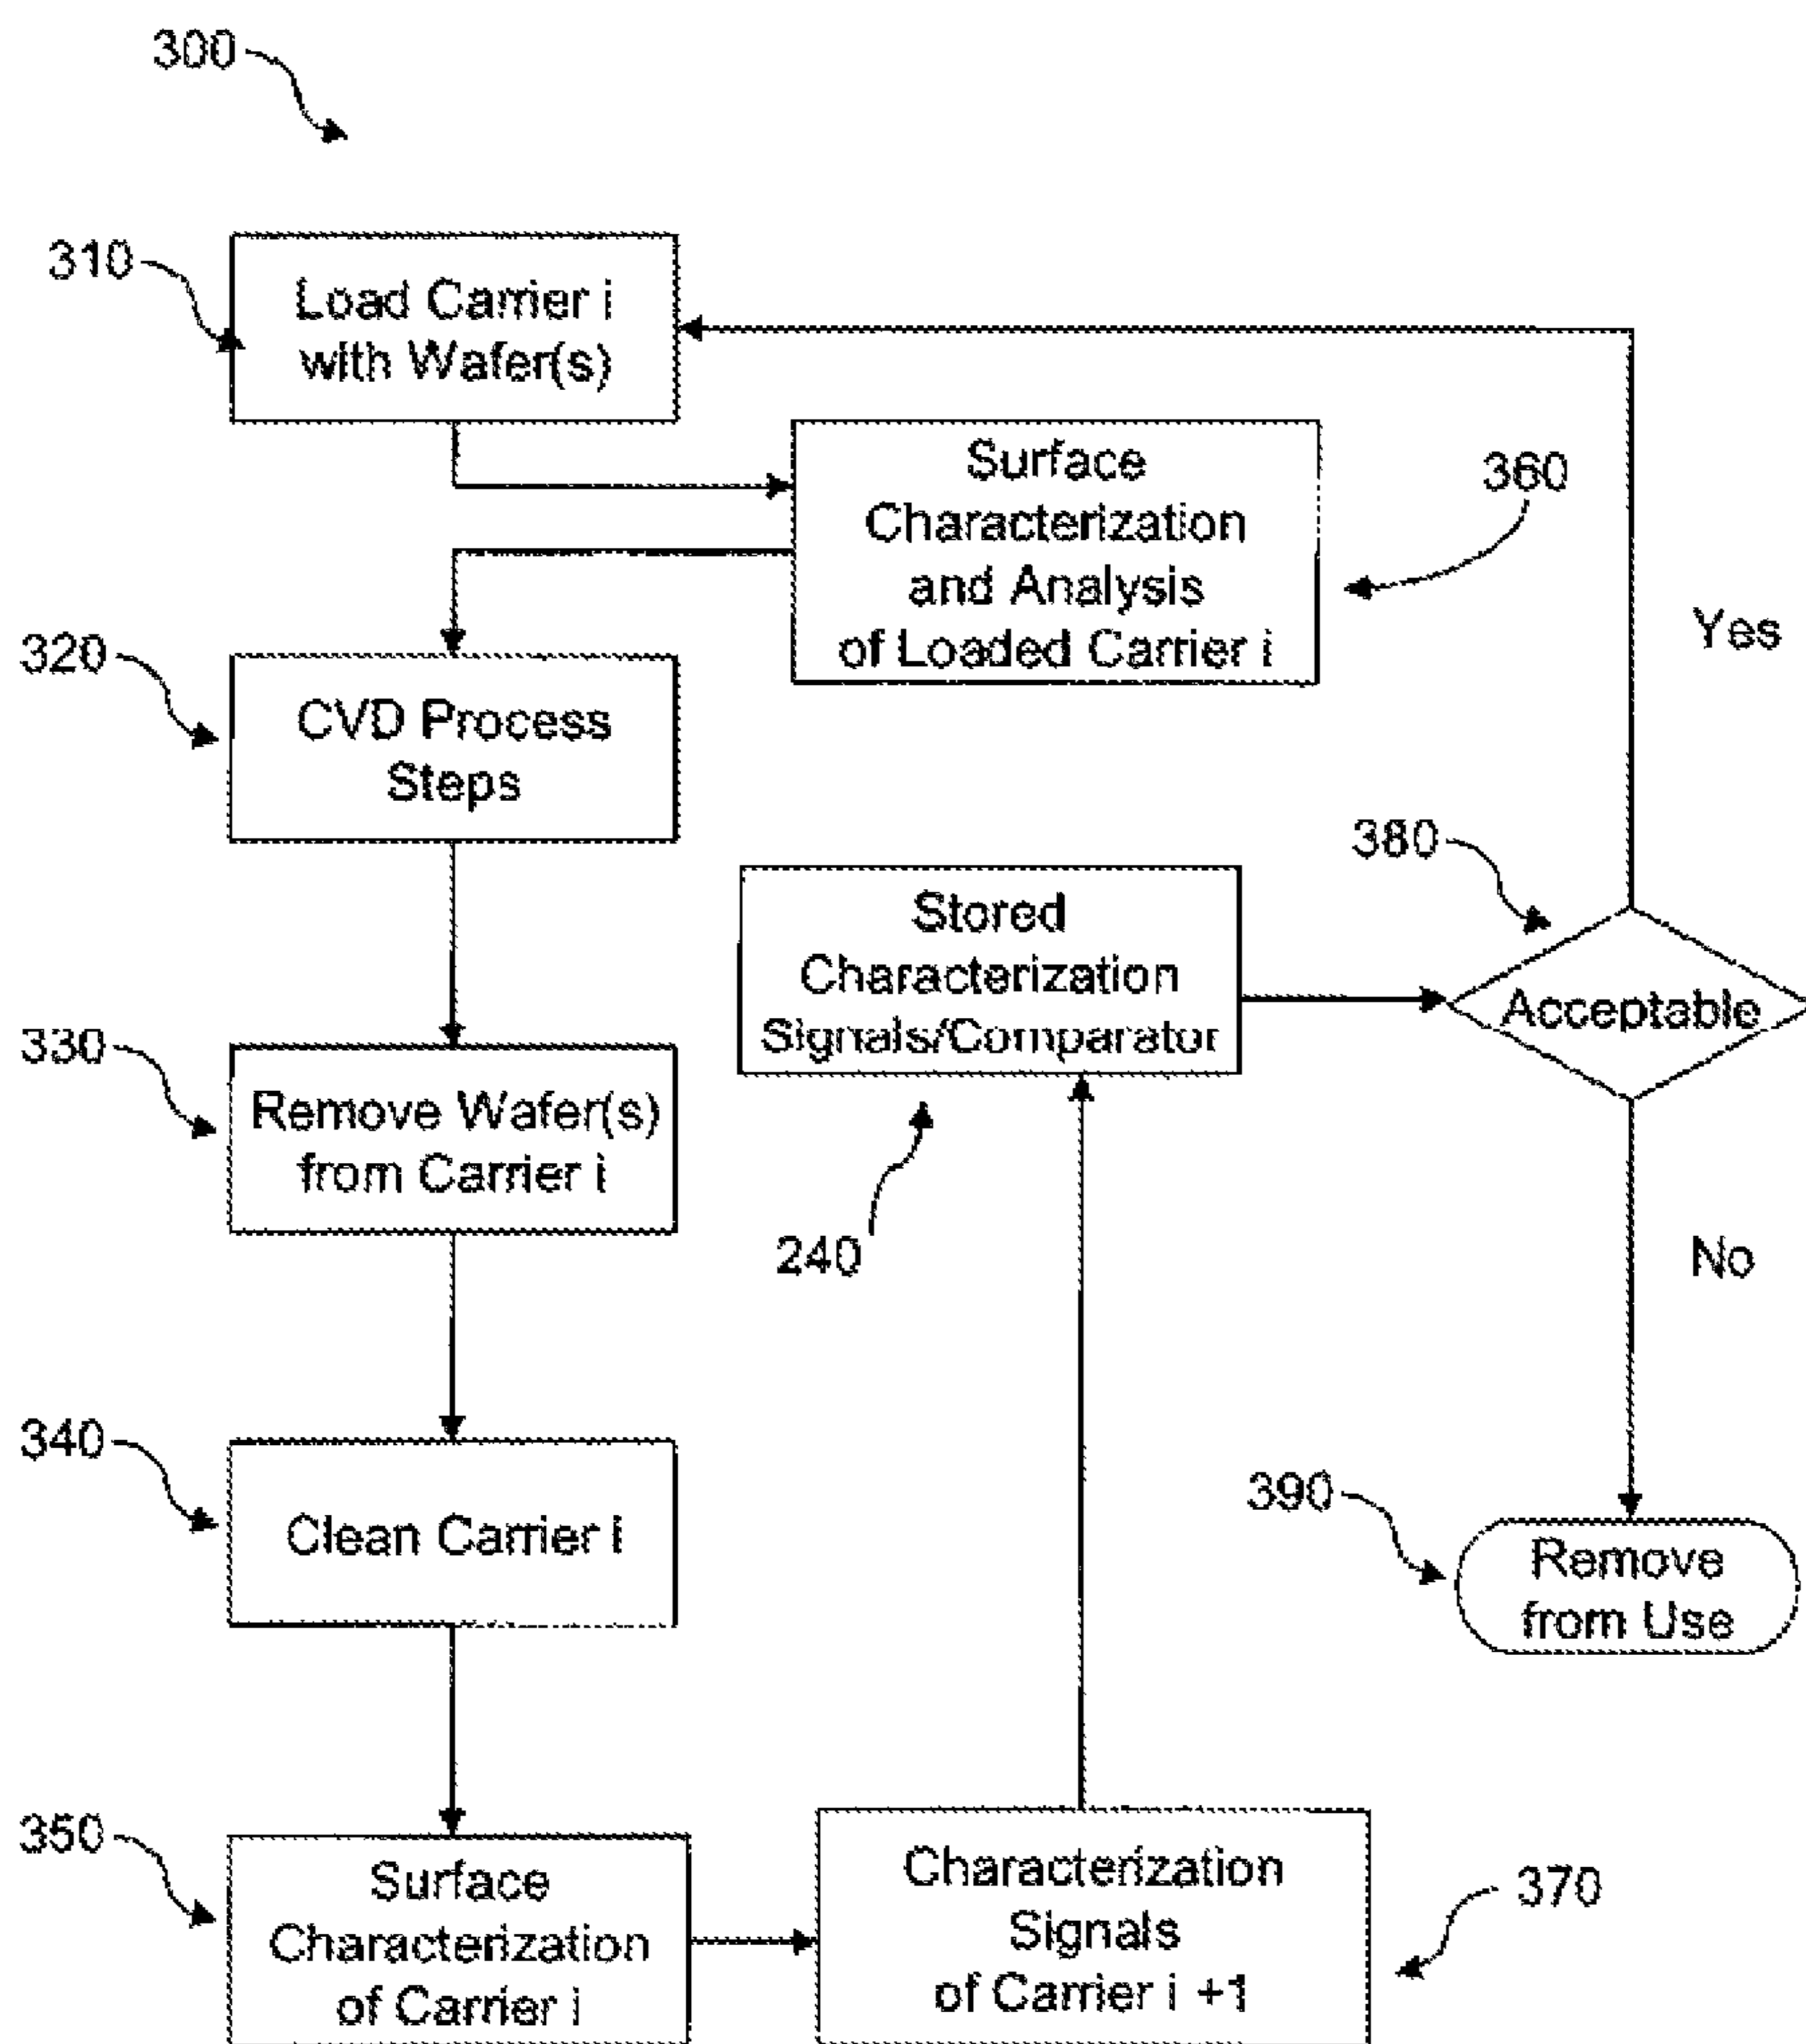 300
310
Load Carrier i
with Wafer(s)
Surface
Characterization
and Analysis
of Loaded Carrier i
360
Yes
320
CVD Process
Steps
380
Stored
Characterization
Signals/Comparator
Acceptable
330
Remove Wafer(s)
from Carrier i
240
No
340
Clean Carrier i
390
Remove
from Use
350
Surface
Characterization
of Carrier i
Characterization
Signals
of Carrier i +1
370